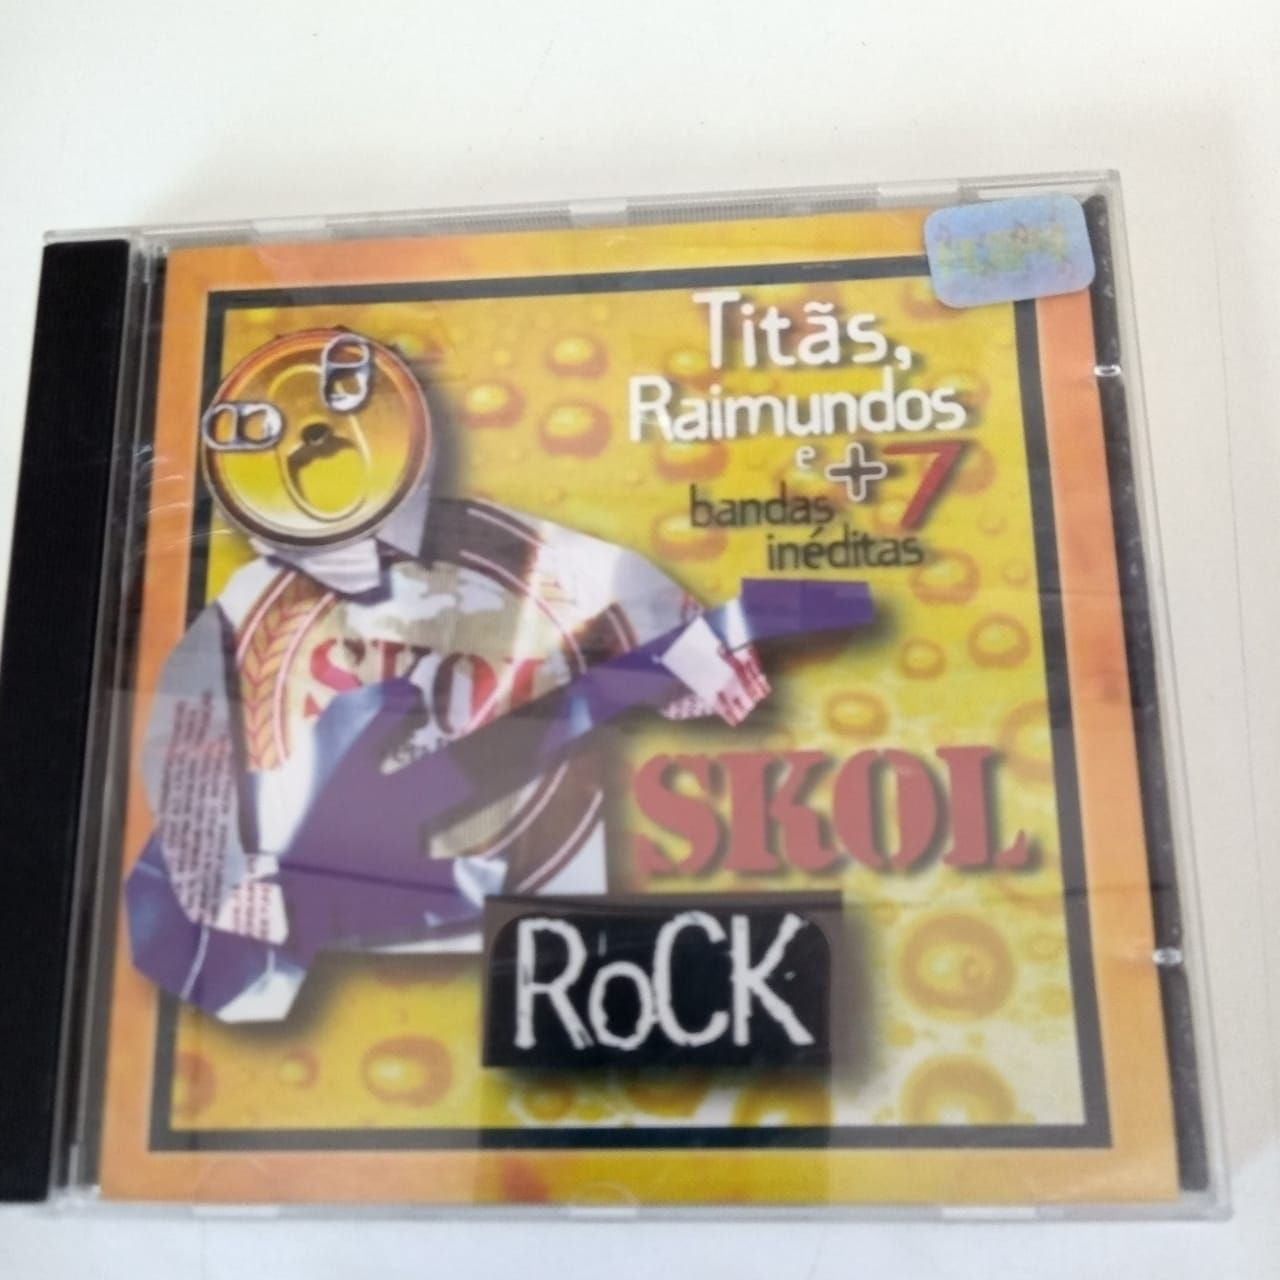 Titãs,
Raimundos
e +7
bandas
inéditas
SKOL
SKOL
RoCK